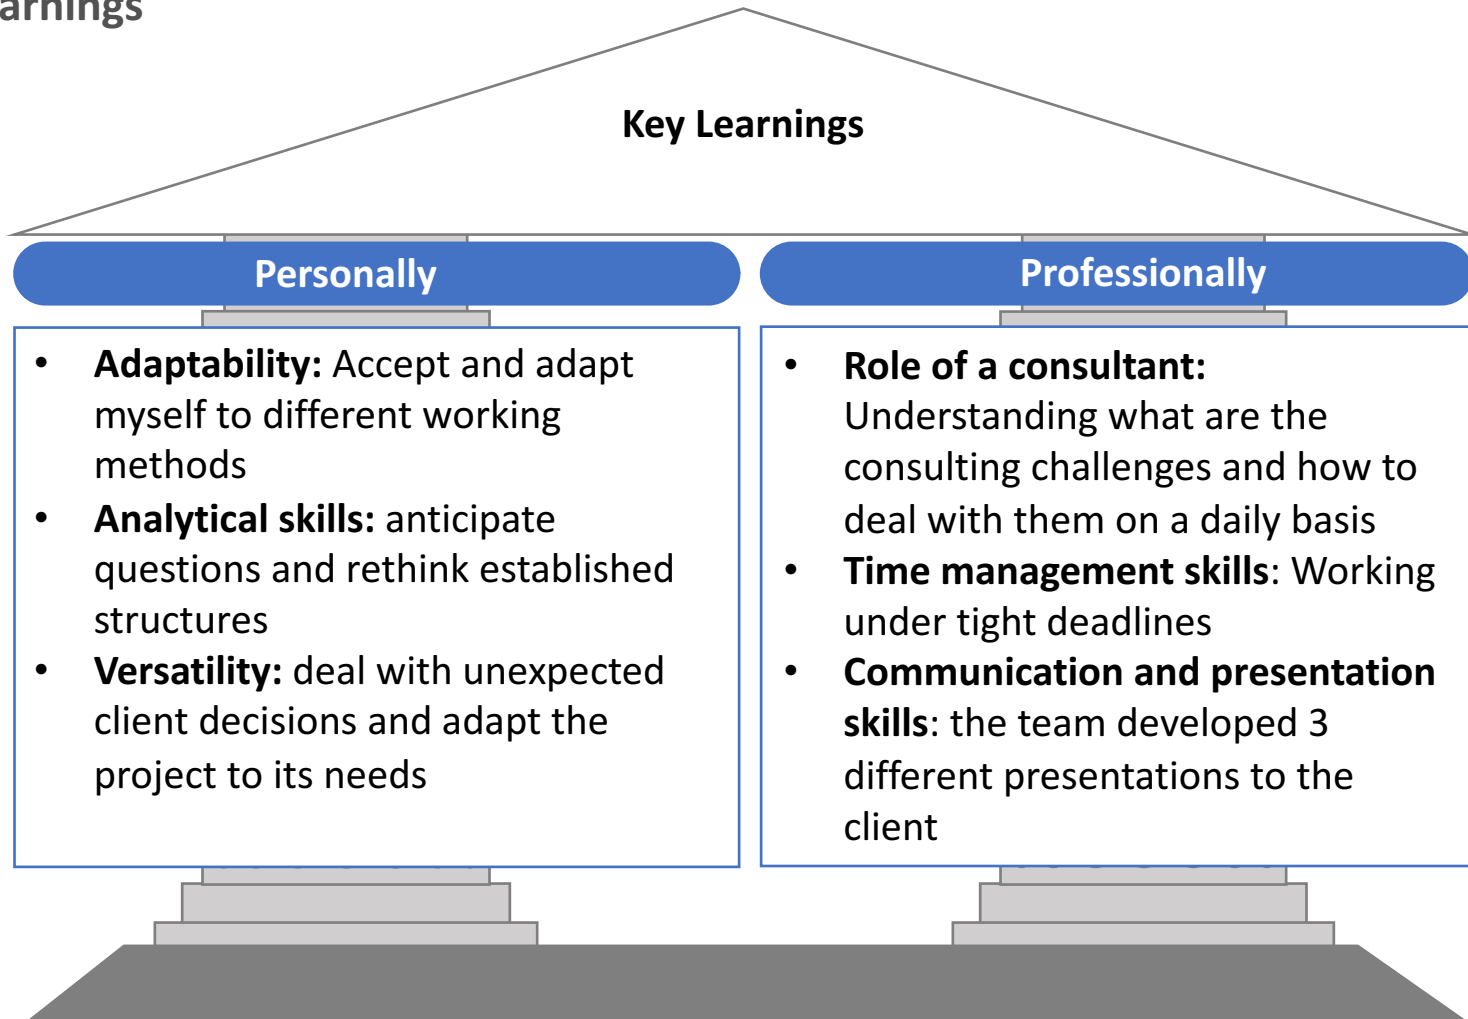 arnings
Key Learnings
Personally
• Adaptability: Accept and adapt
myself to different working
methods
• Analytical skills: anticipate
questions and rethink established
structures
• Versatility: deal with unexpected
client decisions and adapt the
project to its needs
Professionally
• Role of a consultant:
Understanding what are the
consulting challenges and how to
deal with them on a daily basis
• Time management skills: Working
under tight deadlines
• Communication and presentation
skills: the team developed 3
different presentations to the
client